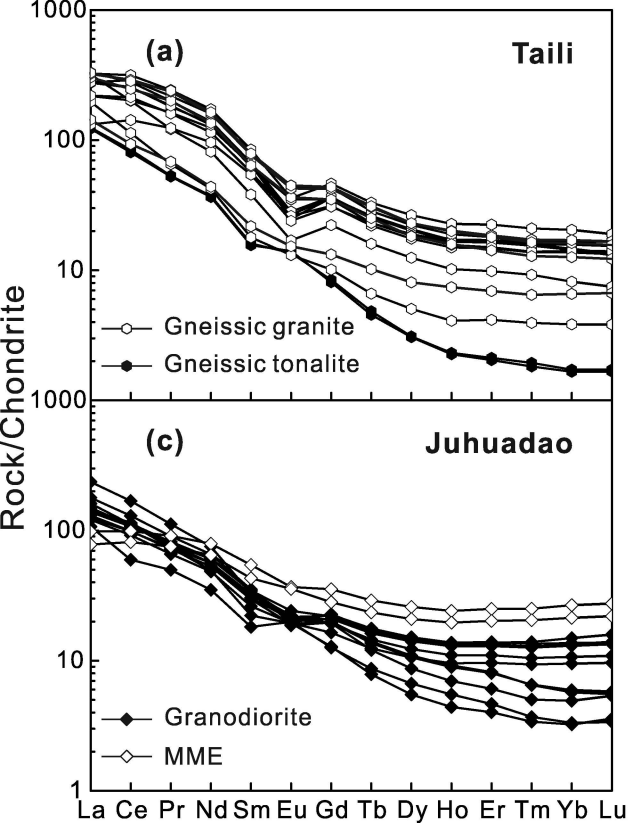 1000
(a) Taili
100
10
Gneissic granite
Gneissic tonalite
1000
Rock/Chondrite
(c) Juhuadao
100
10
Granodiorite
MME
1
La Ce Pr Nd Sm Eu Gd Tb Dy Ho Er Tm Yb Lu